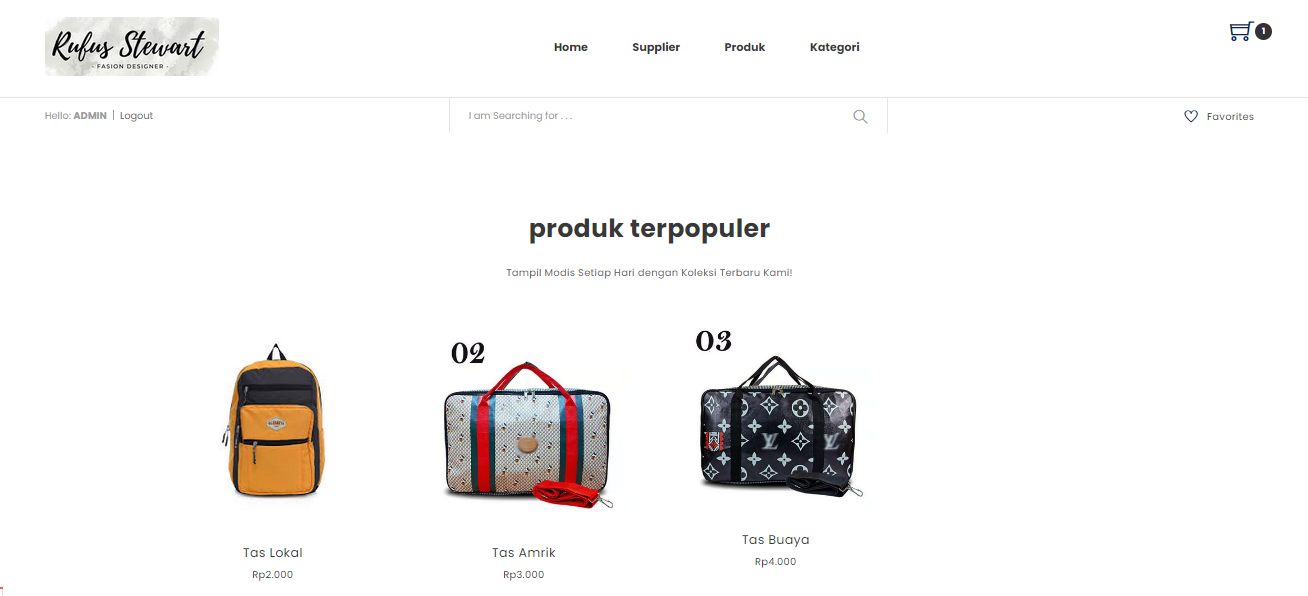 Rufus Stewart
- FASION DESIGNER -
Home Supplier Produk Kategori
1
Hello: ADMIN | Logout
I am Searching for . . .
Favorites
produk terpopuler
Tampil Modis Setiap Hari dengan Koleksi Terbaru Kami!
02
03
LV
LV
Tas Lokal
Rp2.000
Tas Amrik
Rp3.000
Tas Buaya
Rp4.000